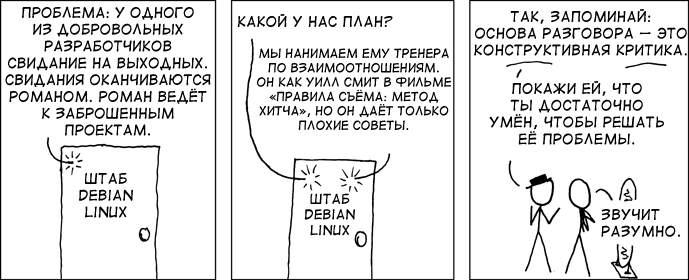 ПРОБЛЕМА: У ОДНОГО
ИЗ ДОБРОВОЛЬНЫХ
РАЗРАБОТЧИКОВ
СВИДАНИЕ НА ВЫХОДНЫХ.
СВИДАНИЯ ОКАНЧИВАЮТСЯ
РОМАНОМ. РОМАН ВЕДЁТ
К ЗАБРОШЕННЫМ
ПРОЕКТАМ.
ШТАБ
DEBIAN
LINUX
КАКОЙ У НАС ПЛАН?
МЫ НАНИМАЕМ ЕМУ ТРЕНЕРА
ПО ВЗАИМООТНОШЕНИЯМ.
ОН КАК УИЛЛ СМИТ В ФИЛЬМЕ
«ПРАВИЛА СЪЁМА: МЕТОД
ХИТЧА», НО ОН ДАЁТ ТОЛЬКО
ПЛОХИЕ СОВЕТЫ.
ШТАБ
DEBIAN
LINUX
ТАК, ЗАПОМИНАЙ:
ОСНОВА РАЗГОВОРА – ЭТО
КОНСТРУКТИВНАЯ КРИТИКА.
ПОКАЖИ ЕЙ, ЧТО
ТЫ ДОСТАТОЧНО
УМЁН, ЧТОБЫ РЕШАТЬ
ЕЁ ПРОБЛЕМЫ.
ЗВУЧИТ
РАЗУМНО.